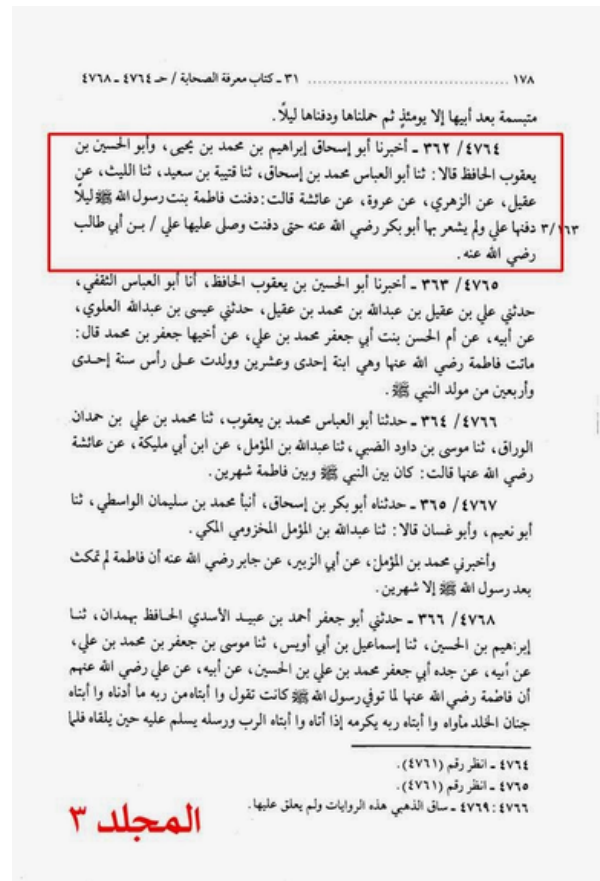 ١٧٨ ........................ ٣١ - كتاب معرفة الصحابة / حـ ٤٧٦٤ - ٤٧٦٨
متبسمة بعد أبيها إلا يومئذٍ ثم حملناها ودفناها ليلًا.
٤٧٦٤/ ٣٦٢ - أخبرنا أبو إسحاق إبراهيم بن محمد بن يحيى، وأبو الحسين بن
يعقوب الحافظ قالا: ثنا أبو العباس محمد بن إسحاق، ثنا قتيبة بن سعيد، ثنا الليث، عن
عقيل، عن الزهري، عن عروة، عن عائشة قالت: دفنت فاطمة بنت رسول الله ﷺ ليلًا
٣/١٦٣ دفنها علي ولم يشعر بها أبو بكر رضي الله عنه حتى دفنت وصلى عليها علي / بـن أبي طالب
رضي الله عنه.
٤٧٦٥/ ٣٦٣ - أخبرنا أبو الحسين بن يعقوب الحافظ، أنا أبو العباس الثقفي،
حدثني علي بن عقيل بن عبدالله بن محمد بن عقيل، حدثني عيسى بن عبدالله العلوي،
عن أبيه، عن أم الحسن بنت أبي جعفر محمد بن علي، عن أخيها جعفر بن محمد قال:
ماتت فاطمة رضي الله عنها وهي ابنة إحدى وعشرين وولدت عـلى رأس سنة إحـدى
وأربعين من مولد النبي ﷺ.
٤٧٦٦/ ٣٦٤ - حدثنا أبو العباس محمد بن يعقوب، ثنا محمد بن علي بن حمدان
الوراق، ثنا موسى بن داود الضبي، ثنا عبدالله بن المؤمل، عن ابن أبي مليكة، عن عائشة
رضي الله عنها قالت: كان بين النبي ﷺ وبين فاطمة شهرين.
٤٧٦٧/ ٣٦٥ - حدثناه أبو بكر بن إسحاق، أنبأ محمد بن سليمان الواسطي، ثنا
أبو نعيم، وأبو غسان قالا: ثنا عبدالله بن المؤمل المخزومي المكي.
وأخبرني محمد بن المؤمل، عن أبي الزبير، عن جابر رضي الله عنه أن فاطمة لم تمكث
بعد رسول الله ﷺ إلا شهرين.
٤٧٦٨/ ٣٦٦ - حدثني أبو جعفر أحمد بن عبيد الأسدي الحـافظ بهمدان، ثنـا
إبراهيم بن الحسين، ثنا إسماعيل بن أبي أويس، ثنا موسى بن جعفر بن محمد بن علي،
عن أبيه، عن جده أبي جعفر محمد بن علي بن الحسين، عن أبيه، عن علي رضي الله عنهم
أن فاطمة رضي الله عنها لما توفي رسول الله ﷺ كانت تقول وا أبتاه من ربه ما أدناه وا أبتاه
جنان الخلد مأواه وا أبتاه ربه يكرمه إذا أتاه وا أبتاه الرب ورسله يسلم عليه حين يلقاه فلما
٤٧٦٤ - انظر رقم (٤٧٦١).
٤٧٦٥ - انظر رقم (٤٧٦١).
٤٧٦٦: ٤٧٦٩ - ساق الذهبي هذه الروايات ولم يعلق عليها.
المجلد ٣